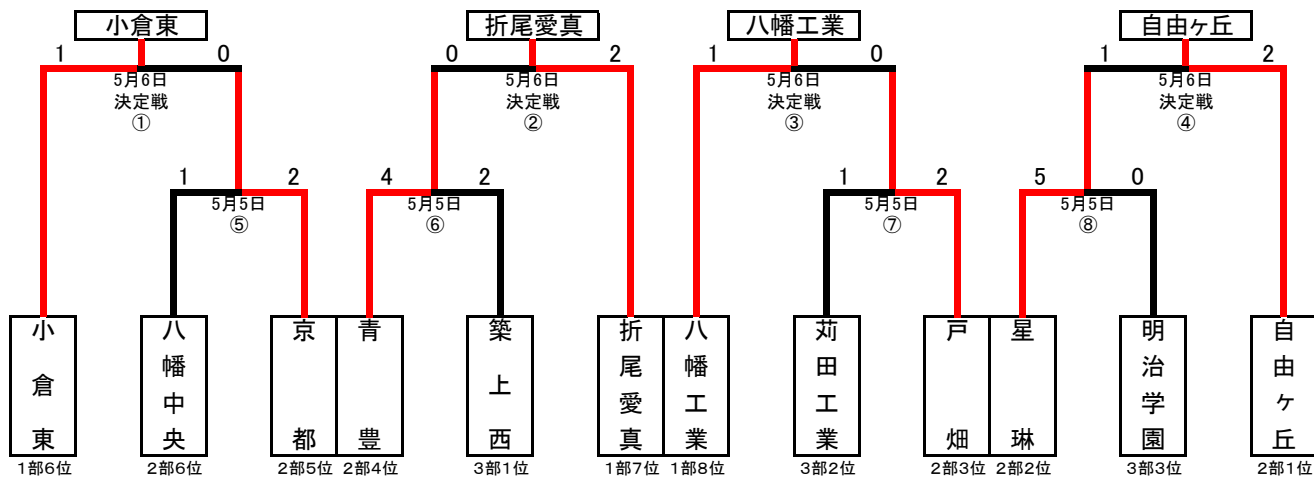 小倉東
折尾愛真
八幡工業
自由ヶ丘
1
0
0
2
1
0
1
2
5月6日
決定戦
①
5月6日
決定戦
②
5月6日
決定戦
③
5月6日
決定戦
④
1
2
4
2
1
2
5
0
5月5日
⑤
5月5日
⑥
5月5日
⑦
5月5日
⑧
小倉東
八幡中央
京都
青豊
築上西
折尾愛真
八幡工業
苅田工業
戸畑
星琳
明治学園
自由ヶ丘
1部6位
2部6位
2部5位
2部4位
3部1位
1部7位
1部8位
3部2位
2部3位
2部2位
3部3位
2部1位